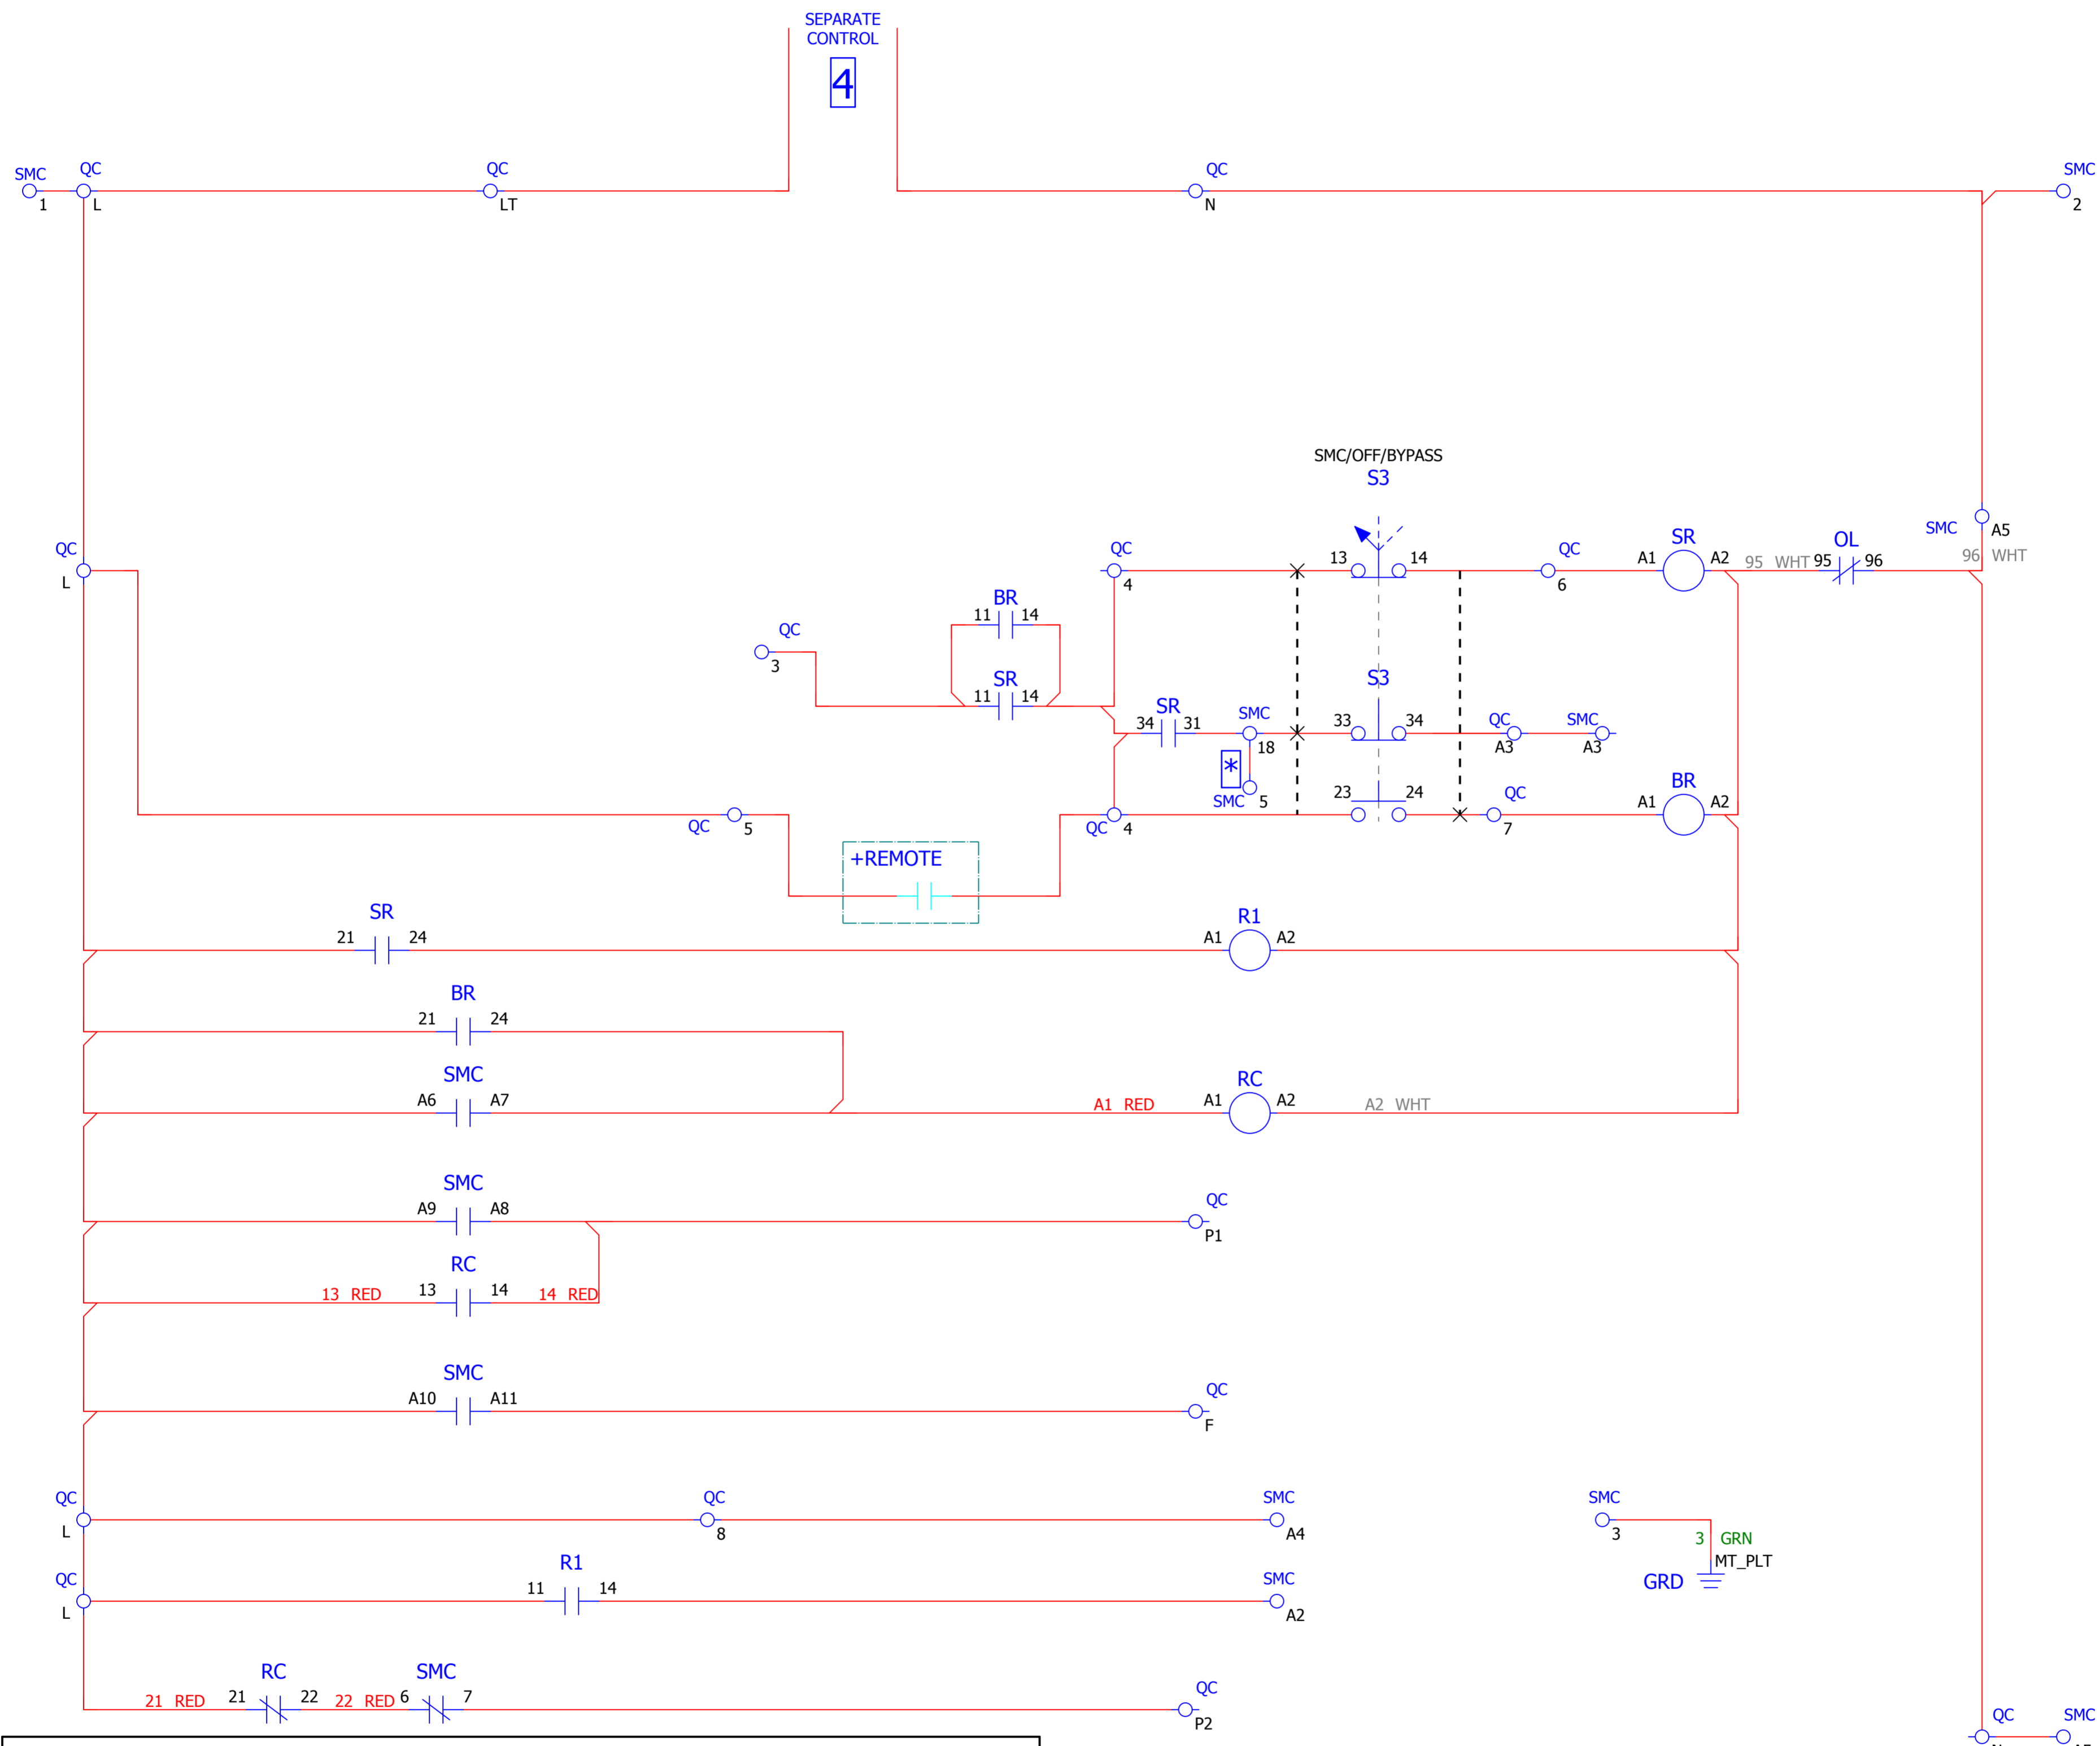 SEPARATE
CONTROL
4
SMC QC QC QC SMC
1 L LT N 2
SMC/OFF/BYPASS
S3
QC L
QC 4
13 14
QC 6
SR
A1 A2
95 WHT
OL
95 96
SMC A5
96 WHT
BR
11 14
QC 3
SR
11 14
SR
34 31
SMC 18
S3
33 34
QC A3
SMC A3
*
SMC 5
QC 5
QC 4
23 24
QC 7
BR
A1 A2
+REMOTE
SR
21 24
R1
A1 A2
BR
21 24
SMC
A6 A7
A1 RED
RC
A1 A2
A2 WHT
SMC
A9 A8
QC P1
RC
13 RED 13 14 14 RED
SMC
A10 A11
QC F
QC L
QC 8
SMC A4
SMC 3
3 GRN
MT_PLT
GRD
QC L
R1
11 14
SMC A2
RC SMC
21 RED 21 22 22 RED 6 7
QC P2
QC SMC